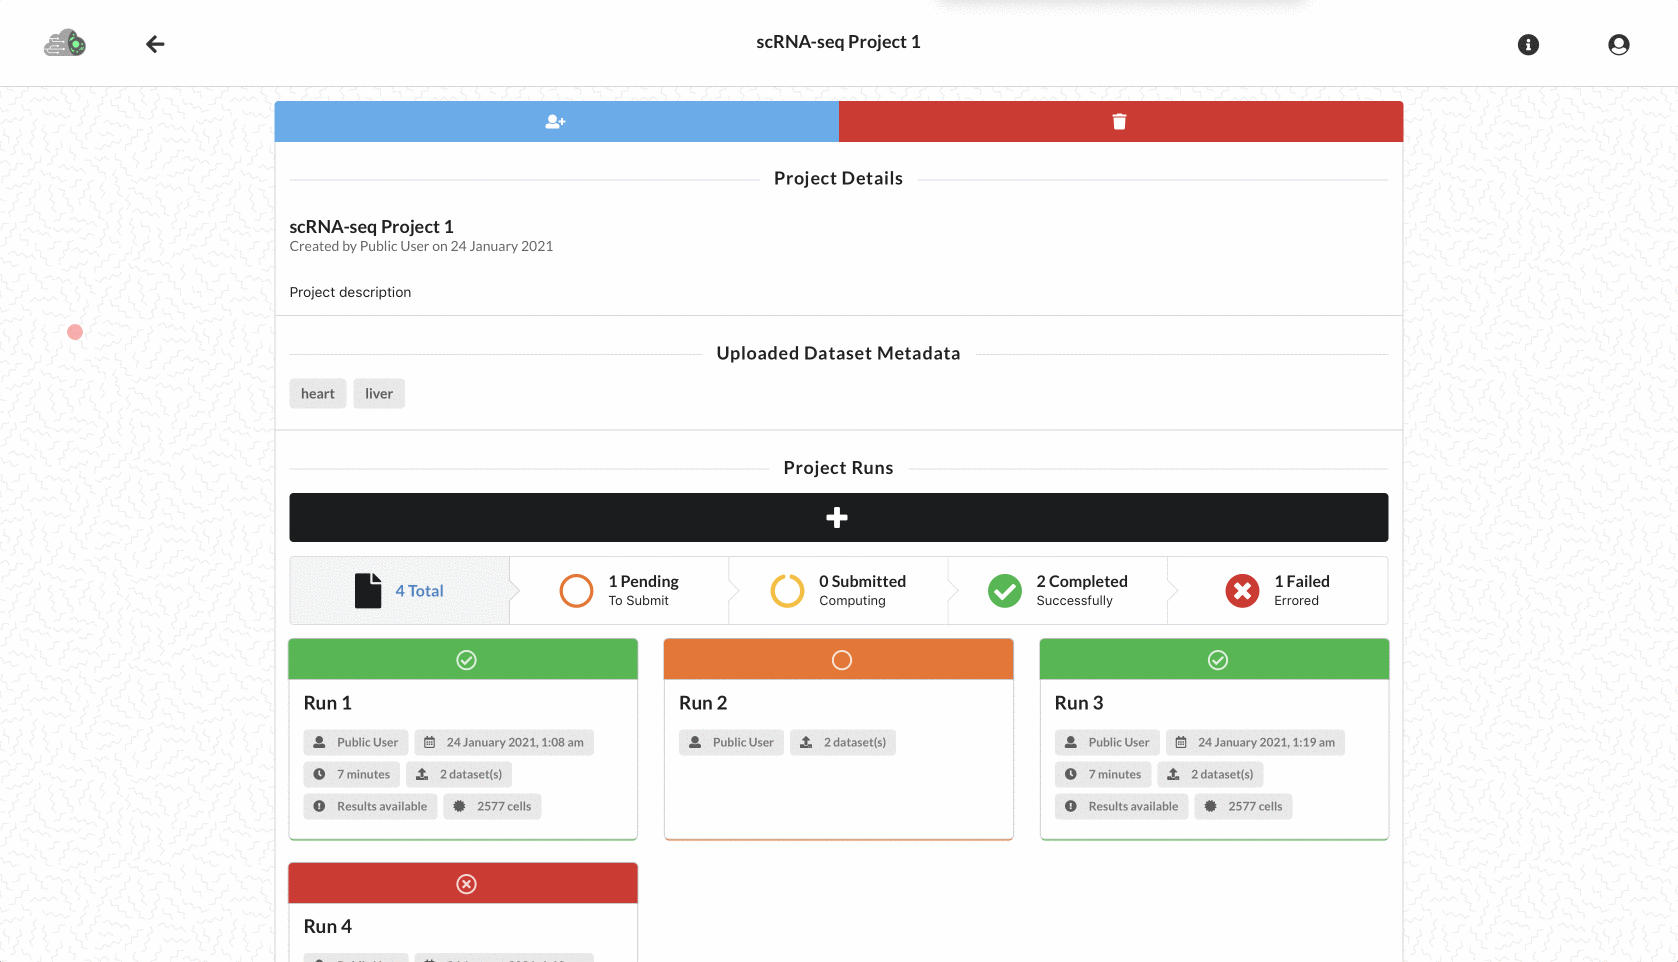 scRNA-seq Project 1
Project Details
scRNA-seq Project 1
Created by Public User on 24 January 2021
Project description
Uploaded Dataset Metadata
heart liver
Project Runs
4 Total
1 Pending
To Submit
0 Submitted
Computing
2 Completed
Successfully
1 Failed
Errored
Run 1
Public User 24 January 2021, 1:08 am
7 minutes 2 dataset(s)
Results available 2577 cells
Run 2
Public User 2 dataset(s)
Run 3
Public User 24 January 2021, 1:19 am
7 minutes 2 dataset(s)
Results available 2577 cells
Run 4